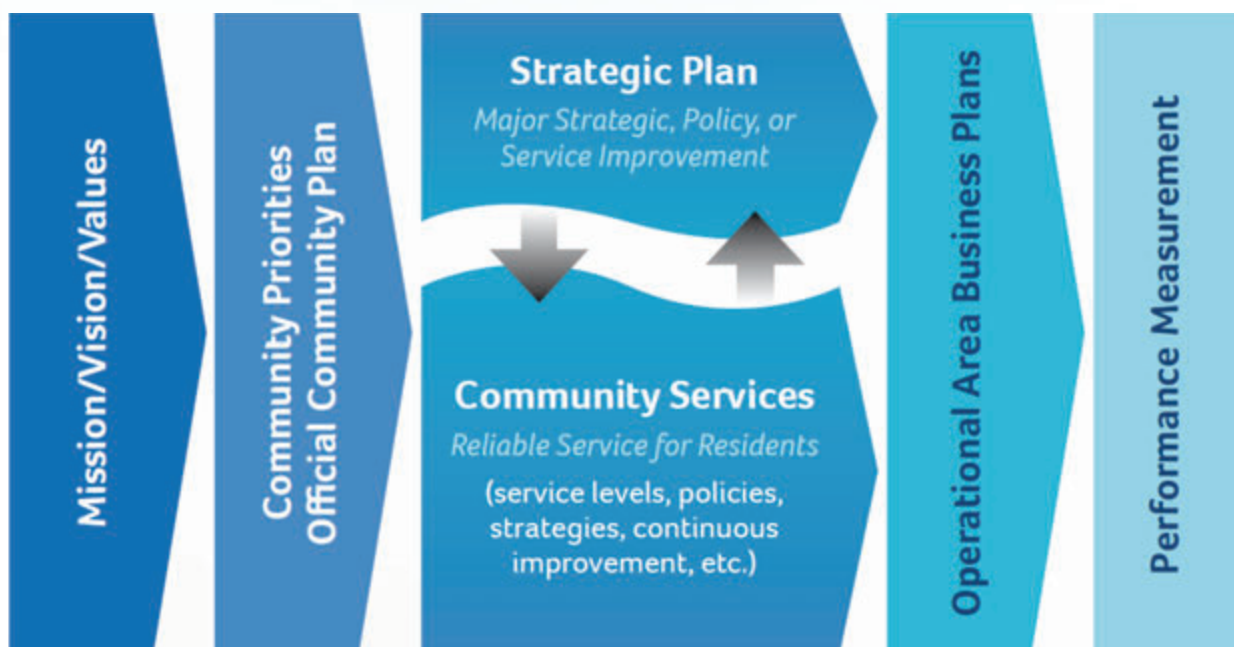 Mission/Vision/Values
Community Priorities
Official Community Plan
Strategic Plan
Major Strategic, Policy, or
Service Improvement
Community Services
Reliable Service for Residents
(service levels, policies,
strategies, continuous
improvement, etc.)
Operational Area Business Plans
Performance Measurement